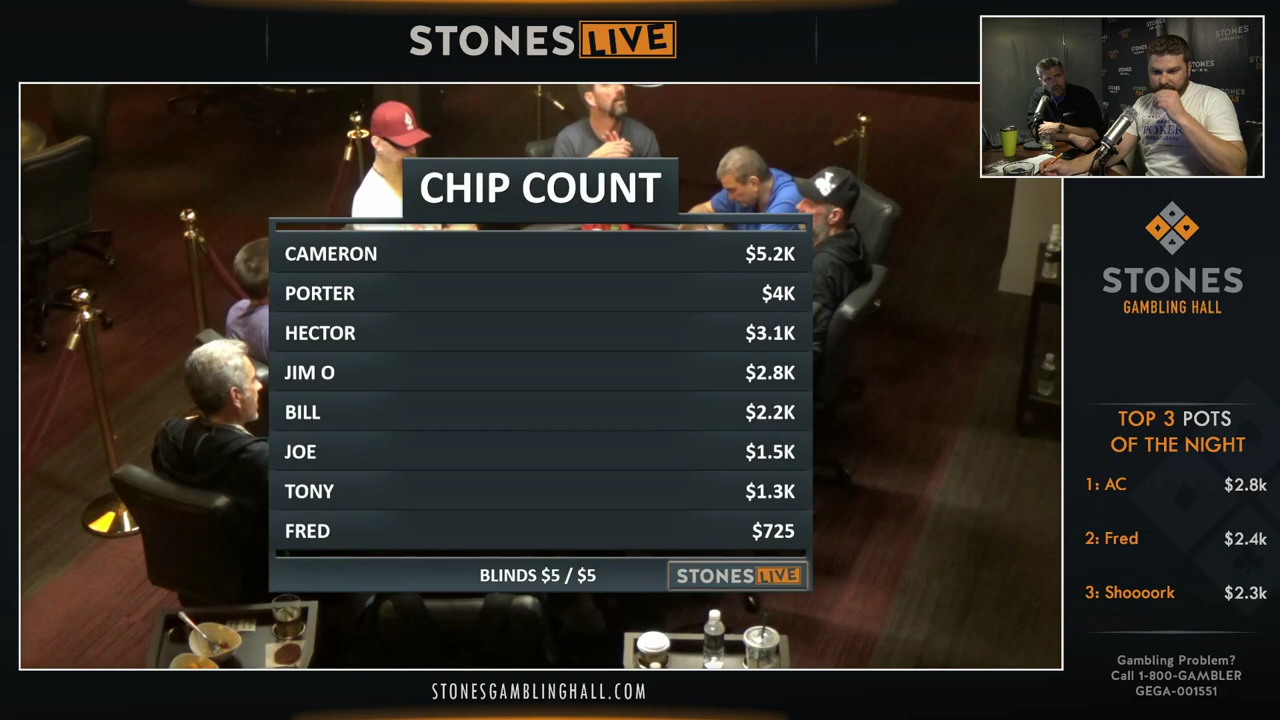 STONES LIVE
CHIP COUNT
CAMERON $5.2K
PORTER $4K
HECTOR $3.1K
JIM O $2.8K
BILL $2.2K
JOE $1.5K
TONY $1.3K
FRED $725
BLINDS $5 / $5
STONES LIVE
STONESGAMBLINGHALL.COM
POKER
STONES
GAMBLING HALL
TOP 3 POTS
OF THE NIGHT
1: AC $2.8k
2: Fred $2.4k
3: Shoooork $2.3k
Gambling Problem?
Call 1-800-GAMBLER
GEGA-001551